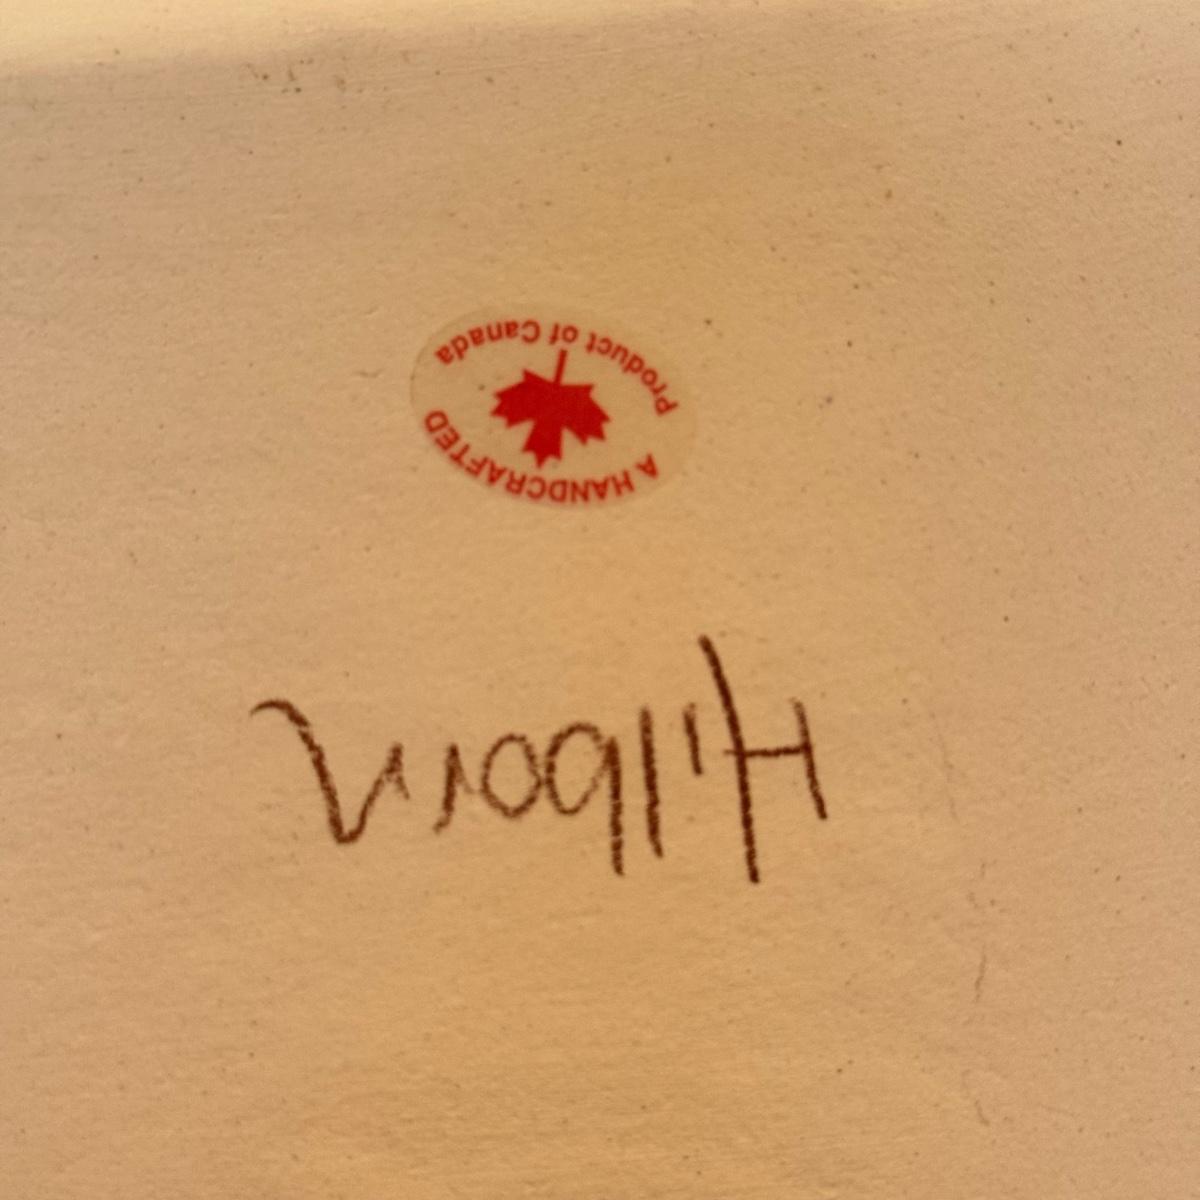 Hilborn
A HANDCRAFTED
Product of Canada